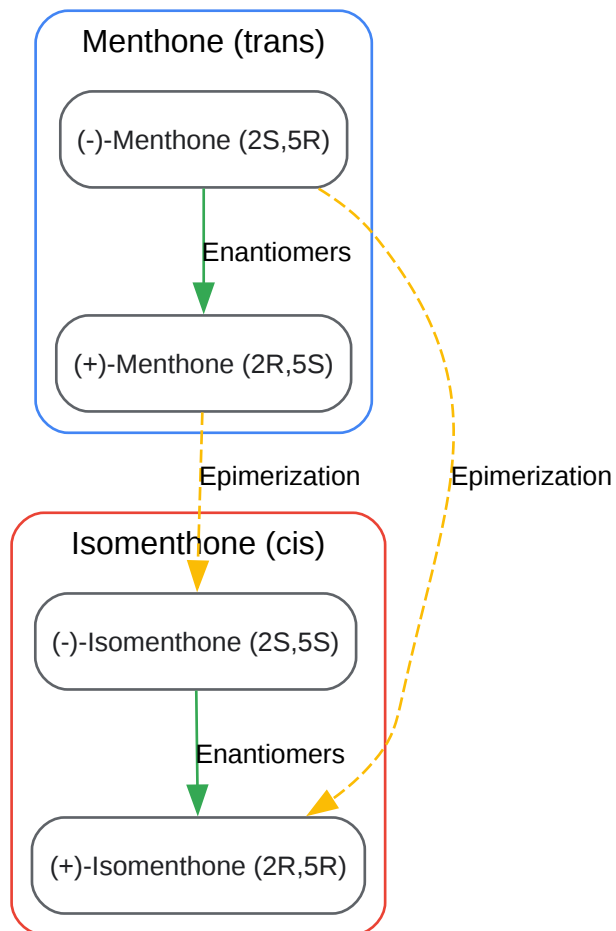 Menthone (trans)
(-)-Menthone (2S,5R)
Enantiomers
(+)-Menthone (2R,5S)
Epimerization
Epimerization
Isomenthone (cis)
(-)-Isomenthone (2S,5S)
Enantiomers
(+)-Isomenthone (2R,5R)